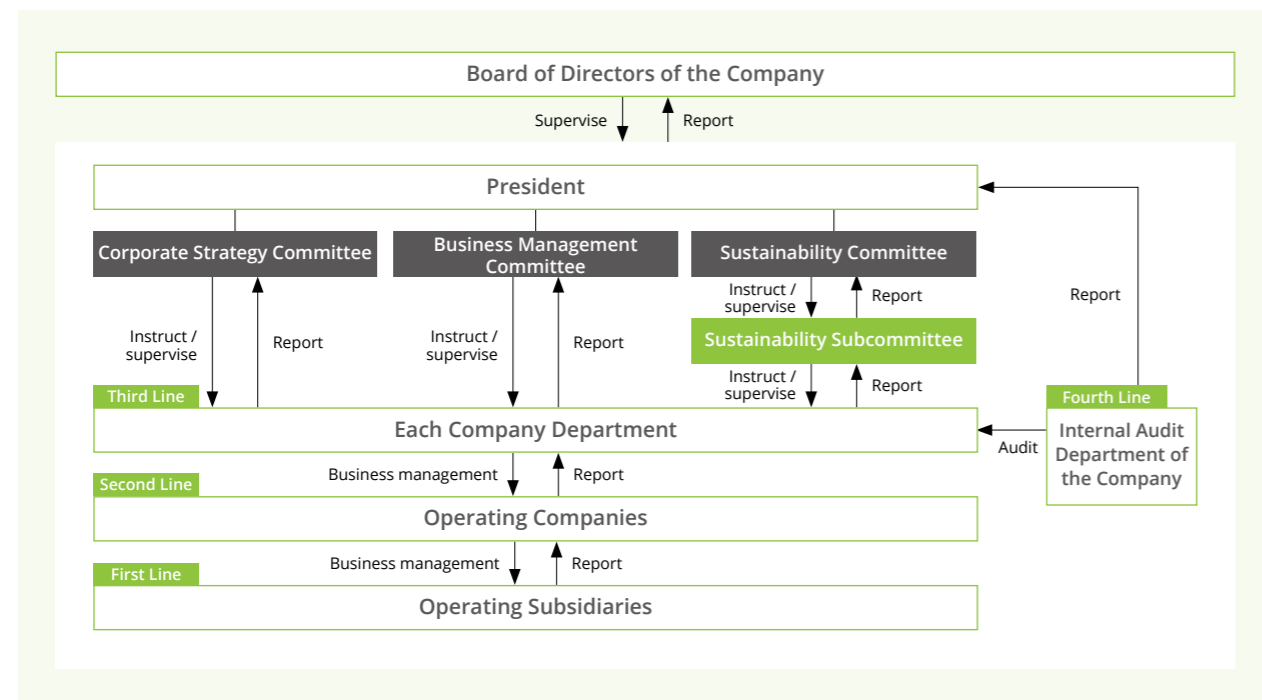 Board of Directors of the Company
Supervise
Report
President
Corporate Strategy Committee
Business Management
Committee
Sustainability Committee
Instruct /
supervise
Report
Report
Sustainability Subcommittee
Instruct /
supervise
Report
Instruct /
supervise
Report
Instruct /
supervise
Report
Third Line
Fourth Line
Each Company Department
Audit
Internal Audit
Department of
the Company
Business management
Report
Second Line
Operating Companies
Business management
Report
First Line
Operating Subsidiaries